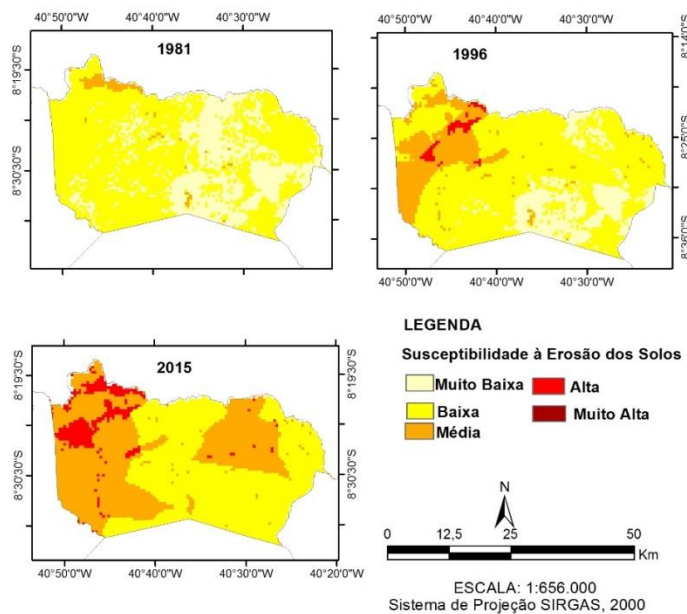 40°50'0"W 40°40'0"W 40°30'0"W
8°19'30"S
8°30'30"S
1981
40°50'0"W 40°40'0"W 40°30'0"W
1996
8°14'0"S
8°25'0"S
8°36'0"S
40°50'0"W 40°40'0"W 40°30'0"W
2015
8°19'30"S
8°30'30"S
8°19'30"S
8°30'30"S
40°50'0"W 40°40'0"W 40°30'0"W 40°20'0"W
LEGENDA
Susceptibilidade à Erosão dos Solos
Muito Baixa
Baixa
Média
Alta
Muito Alta
N
0 12,5 25 50
Km
ESCALA: 1:656.000
Sistema de Projeção SIRGAS, 2000